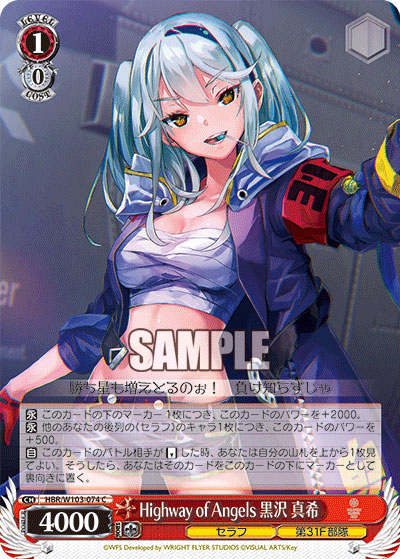 LEVEL
1
0
COST
3.1E
SAMPLE
勝ち星も増えとるのぉ! 負け知らずじゃ
永 このカードの下のマーカー1枚につき、このカードのパワーを+2000。
永 他のあなたの後列の《セラフ》のキャラ1枚につき、このカードのパワーを
+500。
自 このカードのバトル相手が【リバース】した時、あなたは自分の山札を上から1枚まで
見てよい。そうしたら、あなたはそのカードをこのカードの下にマーカーとして
裏向きに置く。
CH HBR/W103-074 C
4000
Highway of Angels 黒沢 真希
セラフ
第31F部隊
©WFS Developed by WRIGHT FLYER STUDIOS ©VISUAL ARTS/Key